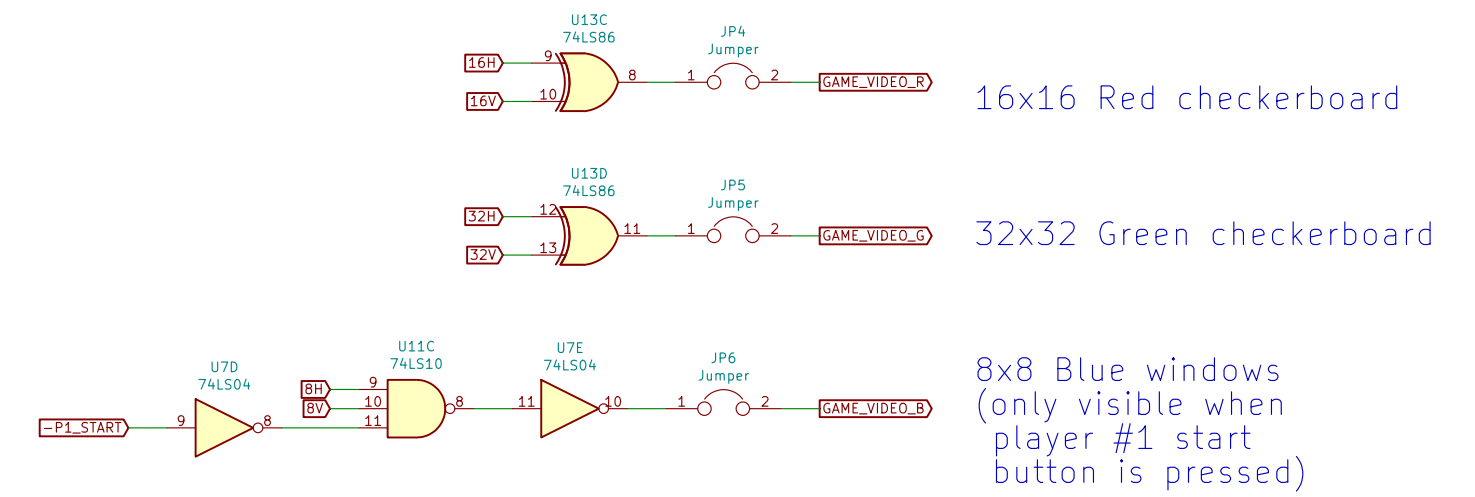 U13C
74LS86
JP4
Jumper
16H
9
8
1
2
GAME_VIDEO_R
16V
10
16x16 Red checkerboard
U13D
74LS86
JP5
Jumper
32H
12
11
1
2
GAME_VIDEO_G
32V
13
32x32 Green checkerboard
U7D
74LS04
U11C
74LS10
U7E
74LS04
JP6
Jumper
8H
9
8V
10
11
8
11
10
1
2
GAME_VIDEO_B
-P1_START
9
8
8x8 Blue windows
(only visible when
player #1 start
button is pressed)